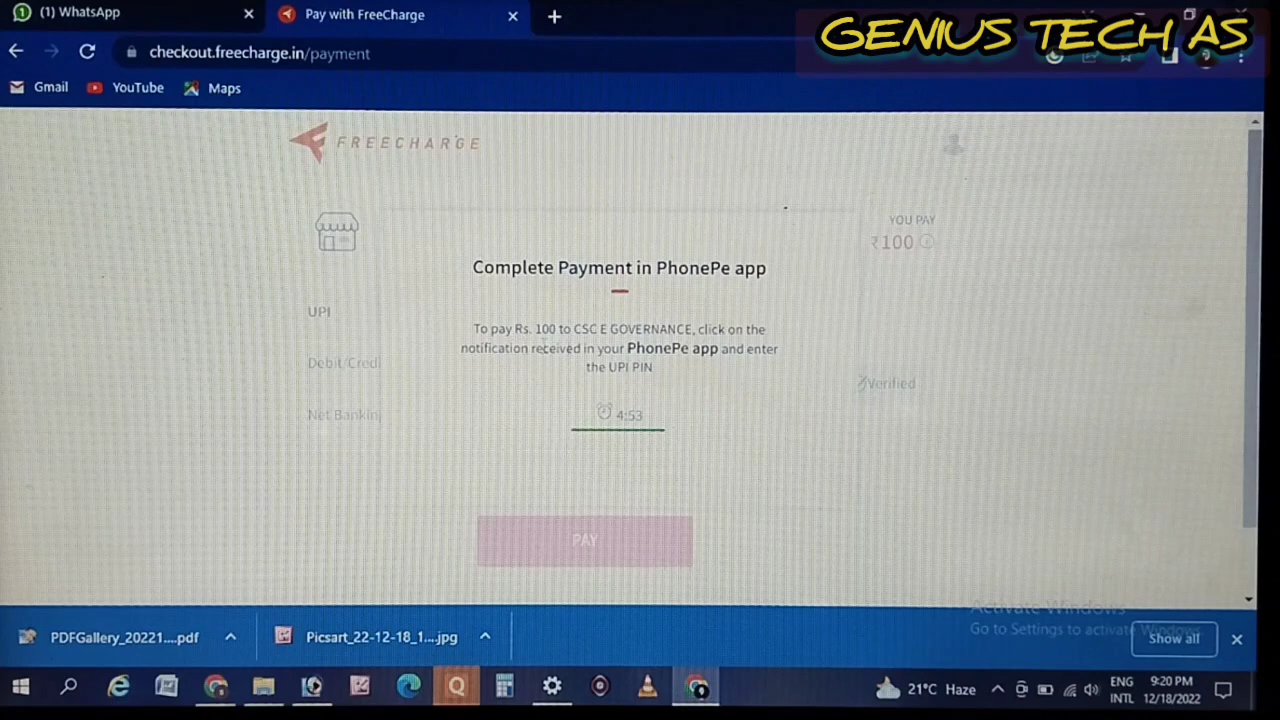 (1) WhatsApp
Pay with FreeCharge
GENIUS TECH AS
checkout.freecharge.in/payment
Gmail
YouTube
Maps
FREECHARGE
YOU PAY
₹100
Complete Payment in PhonePe app
UPI
To pay Rs. 100 to CSC E GOVERNANCE, click on the
notification received in your PhonePe app and enter
the UPI PIN
Debit/Credi
Verified
Net Banking
4:53
PAY
Activate Windows
Go to Settings to activate Windows.
PDFGallery_20221....pdf
Picsart_22-12-18_1....jpg
Show all
21°C Haze
ENG
INTL
9:20 PM
12/18/2022